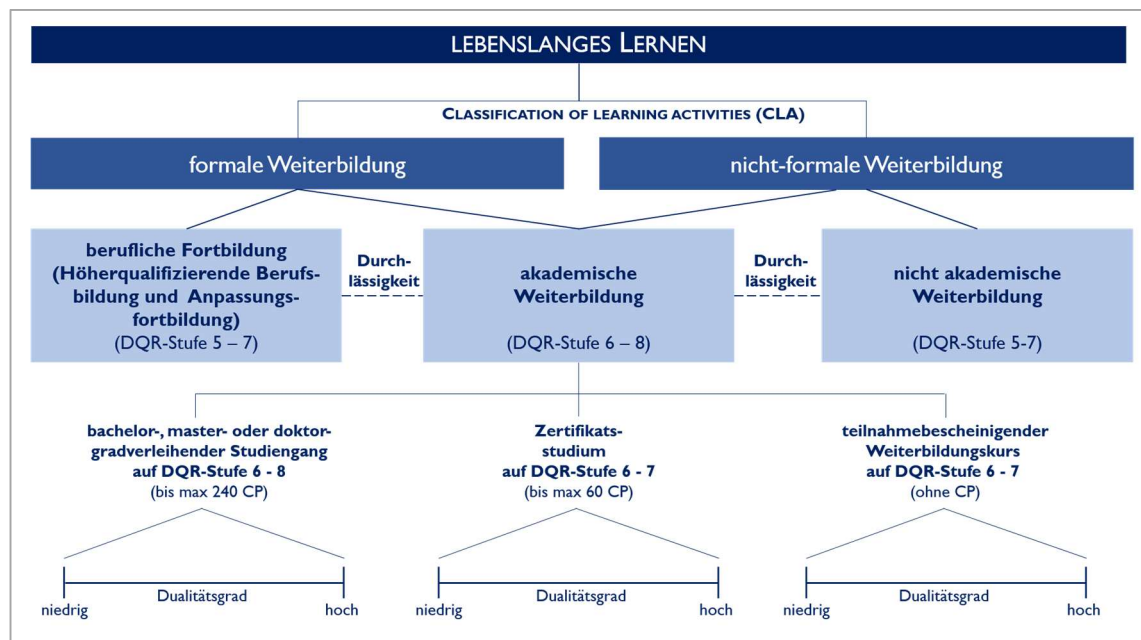 LEBENSLANGES LERNEN
CLASSIFICATION OF LEARNING ACTIVITIES (CLA)
formale Weiterbildung
nicht-formale Weiterbildung
berufliche Fortbildung
(Höherqualifizierende Berufs-
bildung und Anpassungs-
fortbildung)
(DQR-Stufe 5 – 7)
Durch-
lässigkeit
akademische
Weiterbildung
(DQR-Stufe 6 – 8)
Durch-
lässigkeit
nicht akademische
Weiterbildung
(DQR-Stufe 5-7)
bachelor-, master- oder doktor-
gradverleihender Studiengang
auf DQR-Stufe 6 - 8
(bis max 240 CP)
Zertifikats-
studium
auf DQR-Stufe 6 - 7
(bis max 60 CP)
teilnahmebescheinigender
Weiterbildungskurs
auf DQR-Stufe 6 - 7
(ohne CP)
niedrig
Dualitätsgrad
hoch
niedrig
Dualitätsgrad
hoch
niedrig
Dualitätsgrad
hoch